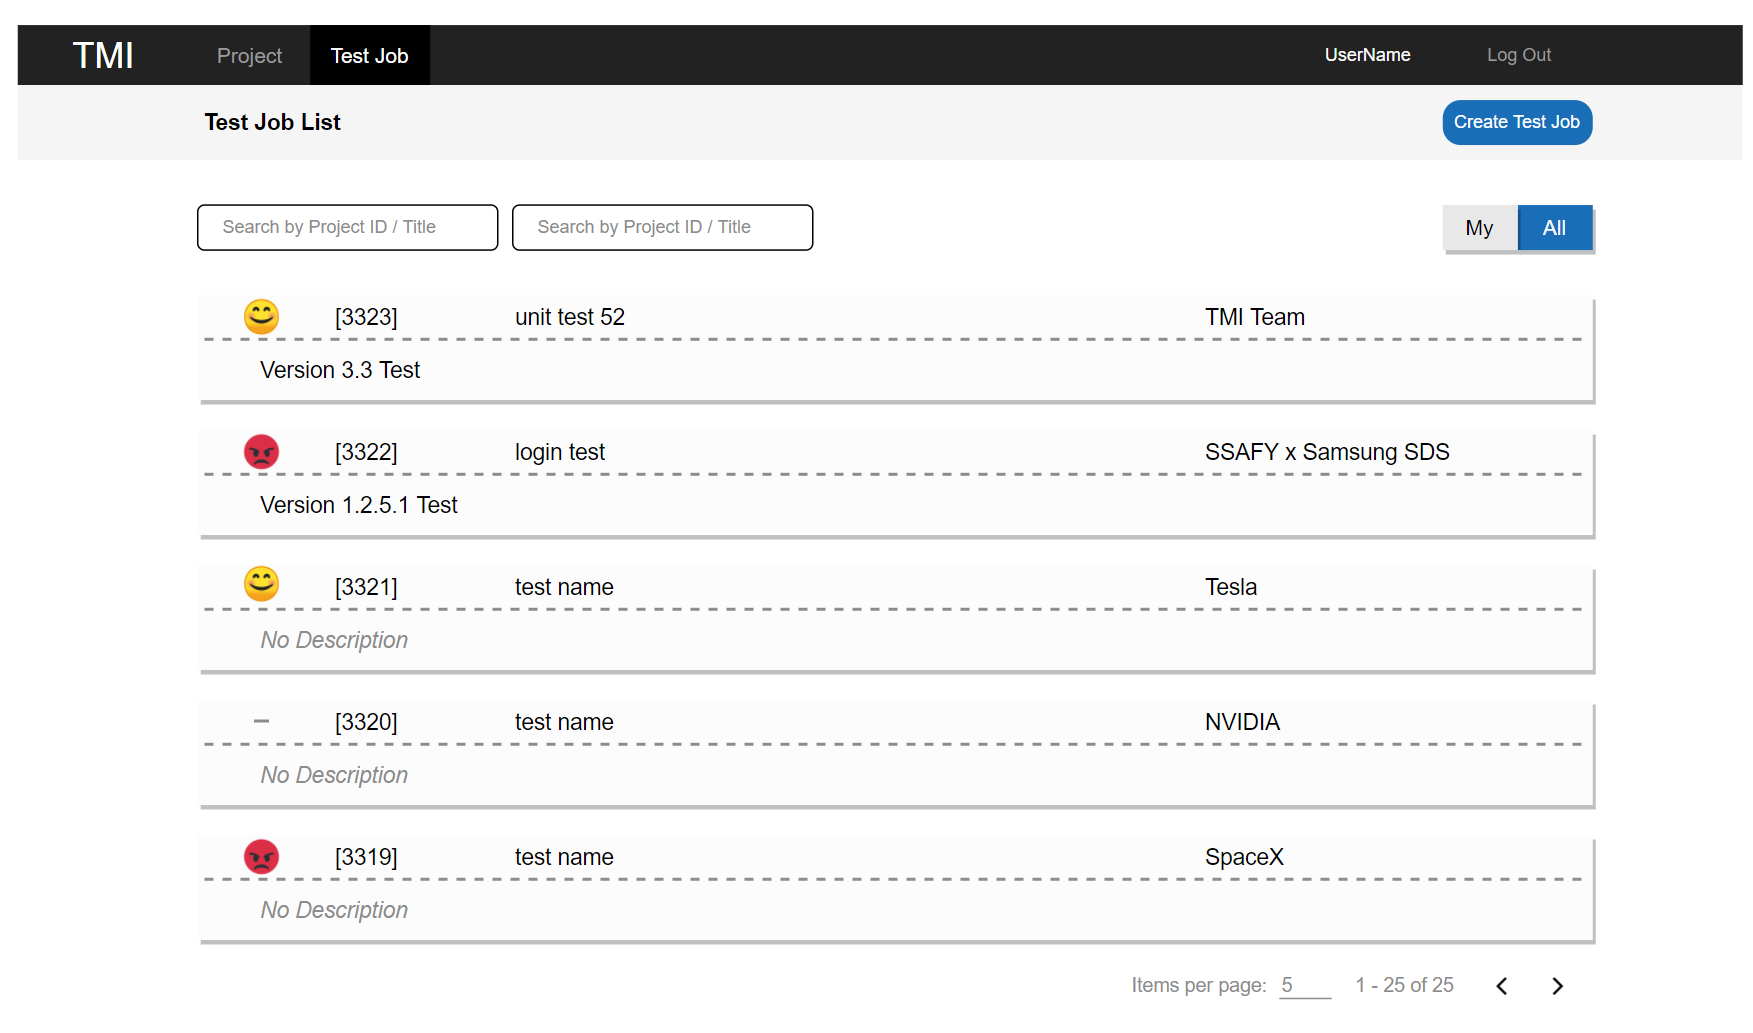 TMI Project Test Job UserName Log Out
Test Job List Create Test Job
Search by Project ID / Title Search by Project ID / Title My All
[3323] unit test 52 TMI Team
Version 3.3 Test
[3322] login test SSAFY x Samsung SDS
Version 1.2.5.1 Test
[3321] test name Tesla
No Description
[3320] test name NVIDIA
No Description
[3319] test name SpaceX
No Description
Items per page: 5 1 - 25 of 25